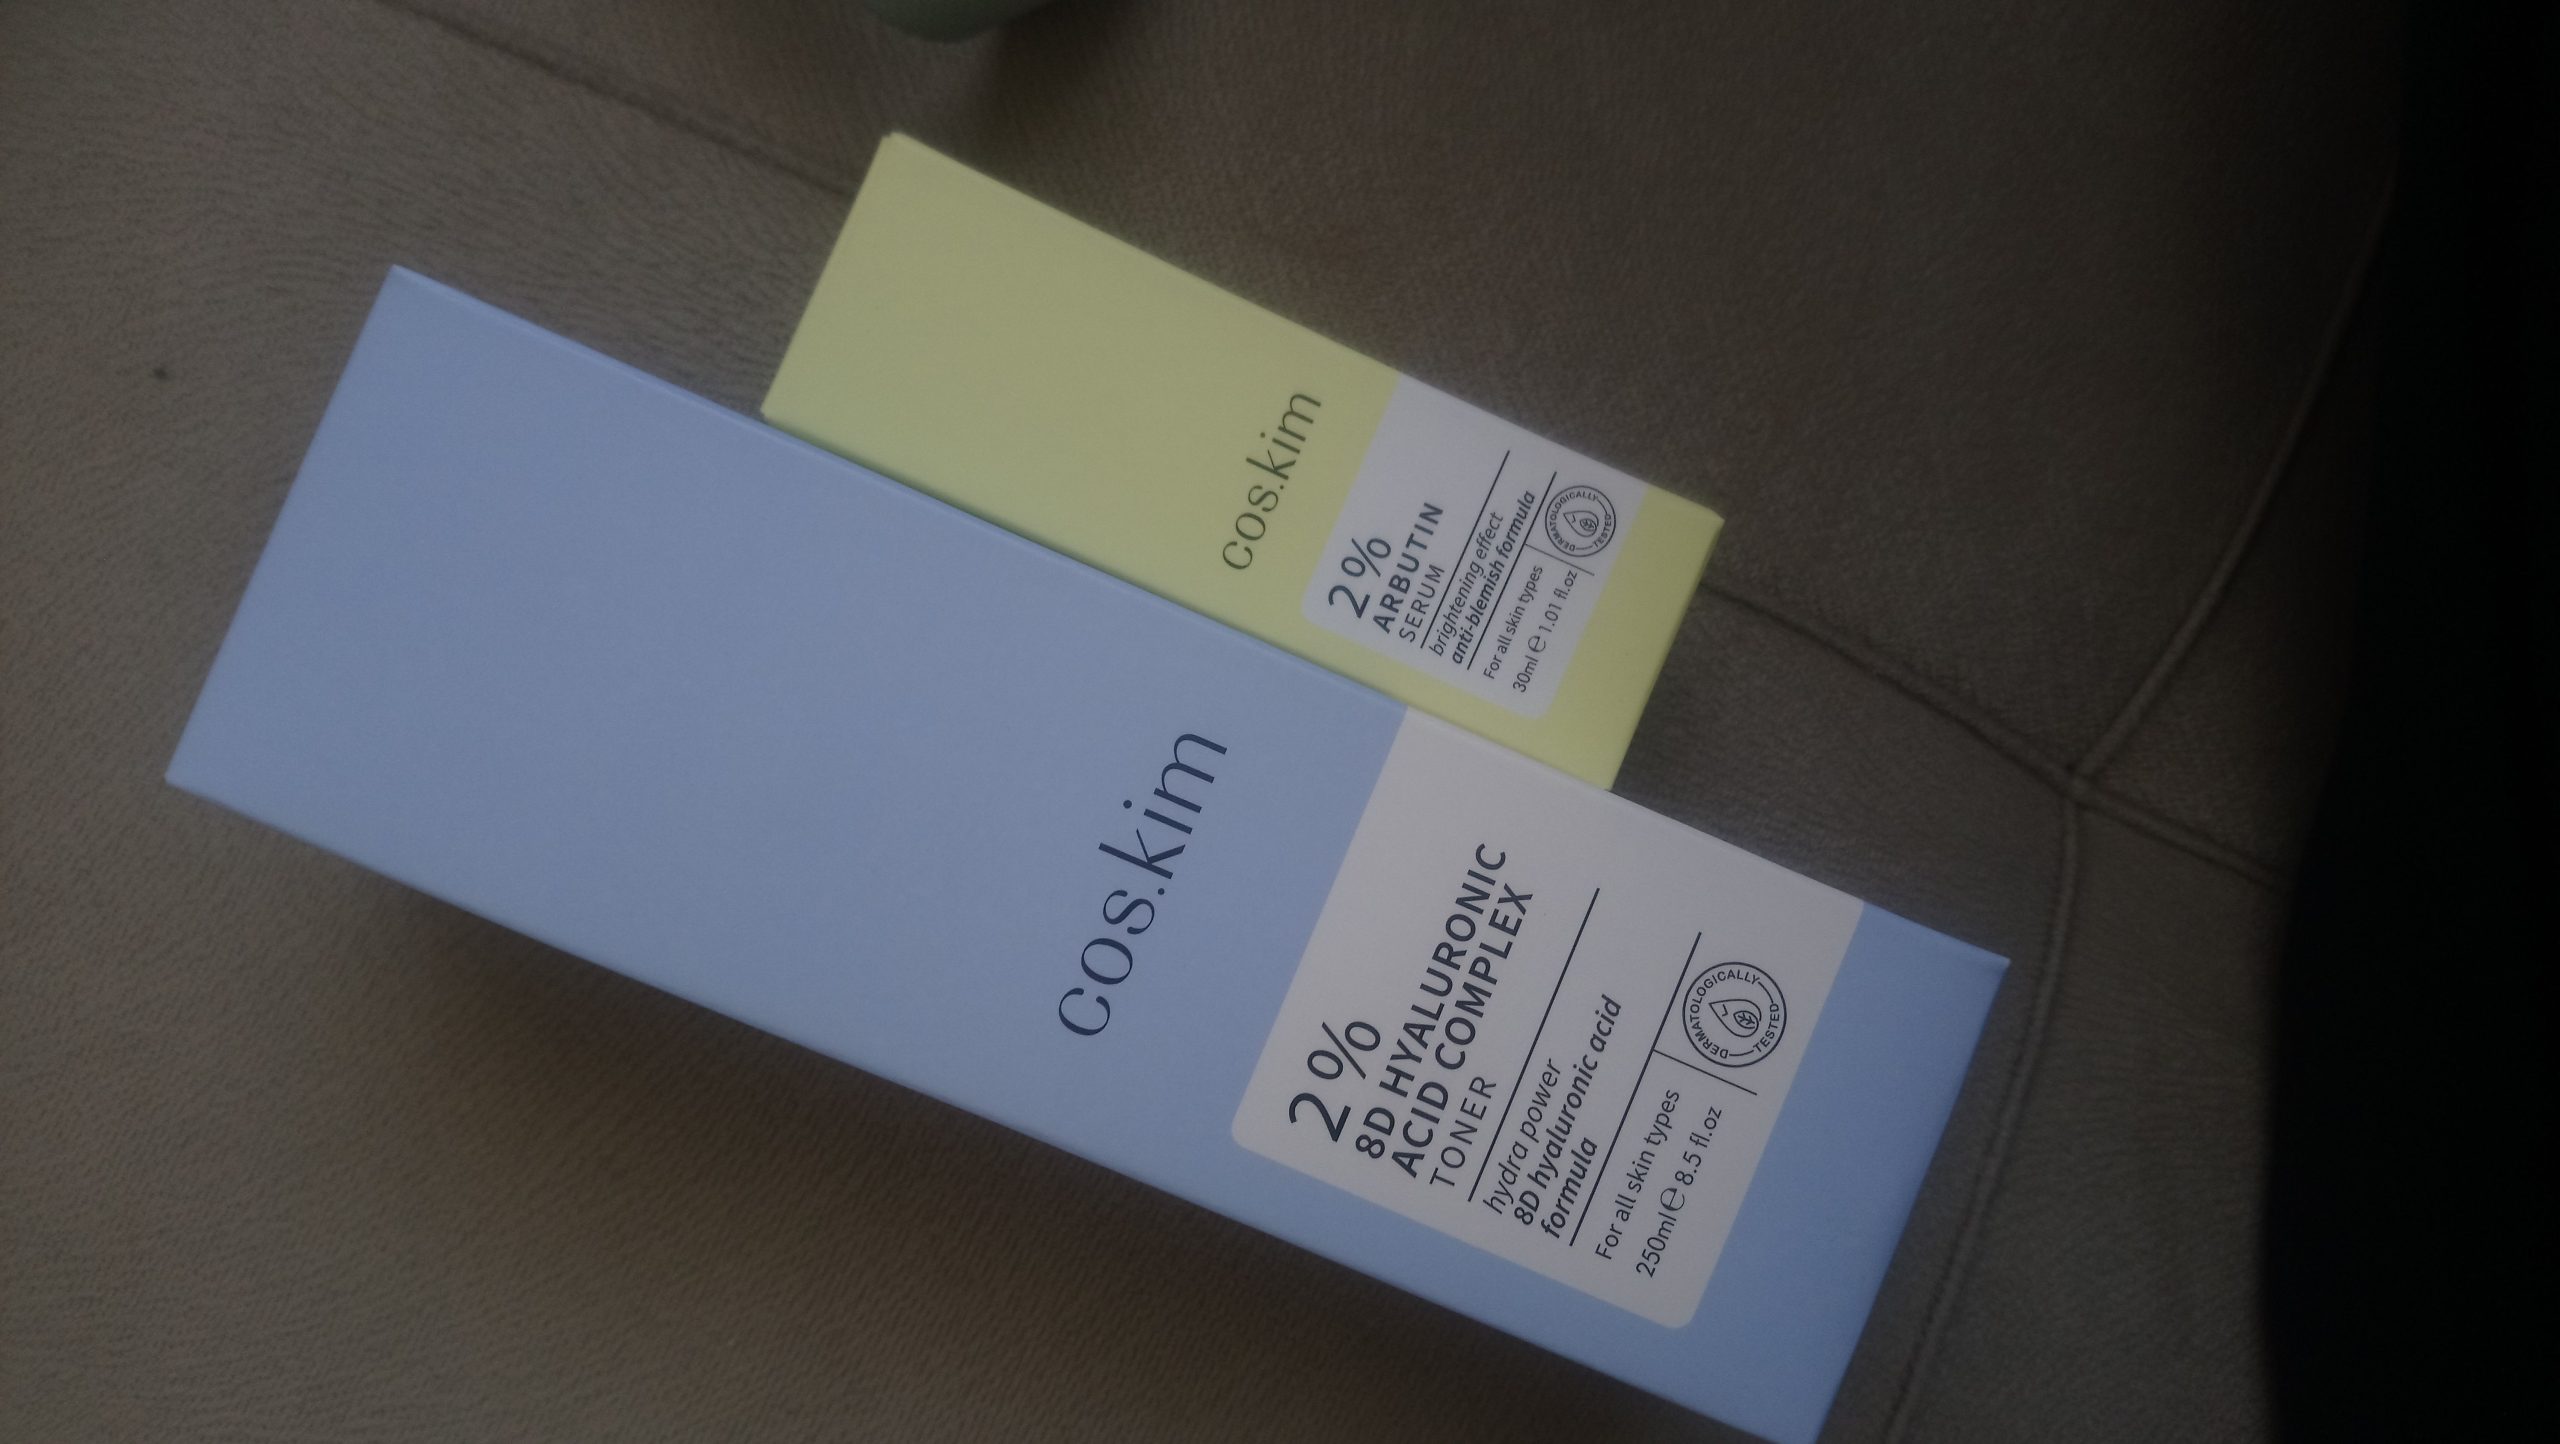 cos.kim
2%
ARBUTIN
SERUM
brightening effect
anti-blemish formula
For all skin types
30ml ℮ 1.01 fl.oz
DERMATOLOGICALLY
TESTED
cos.kim
2%
8D HYALURONIC
ACID COMPLEX
TONER
hydra power
8D hyaluronic acid
formula
For all skin types
250ml ℮ 8.5 fl.oz
DERMATOLOGICALLY
TESTED